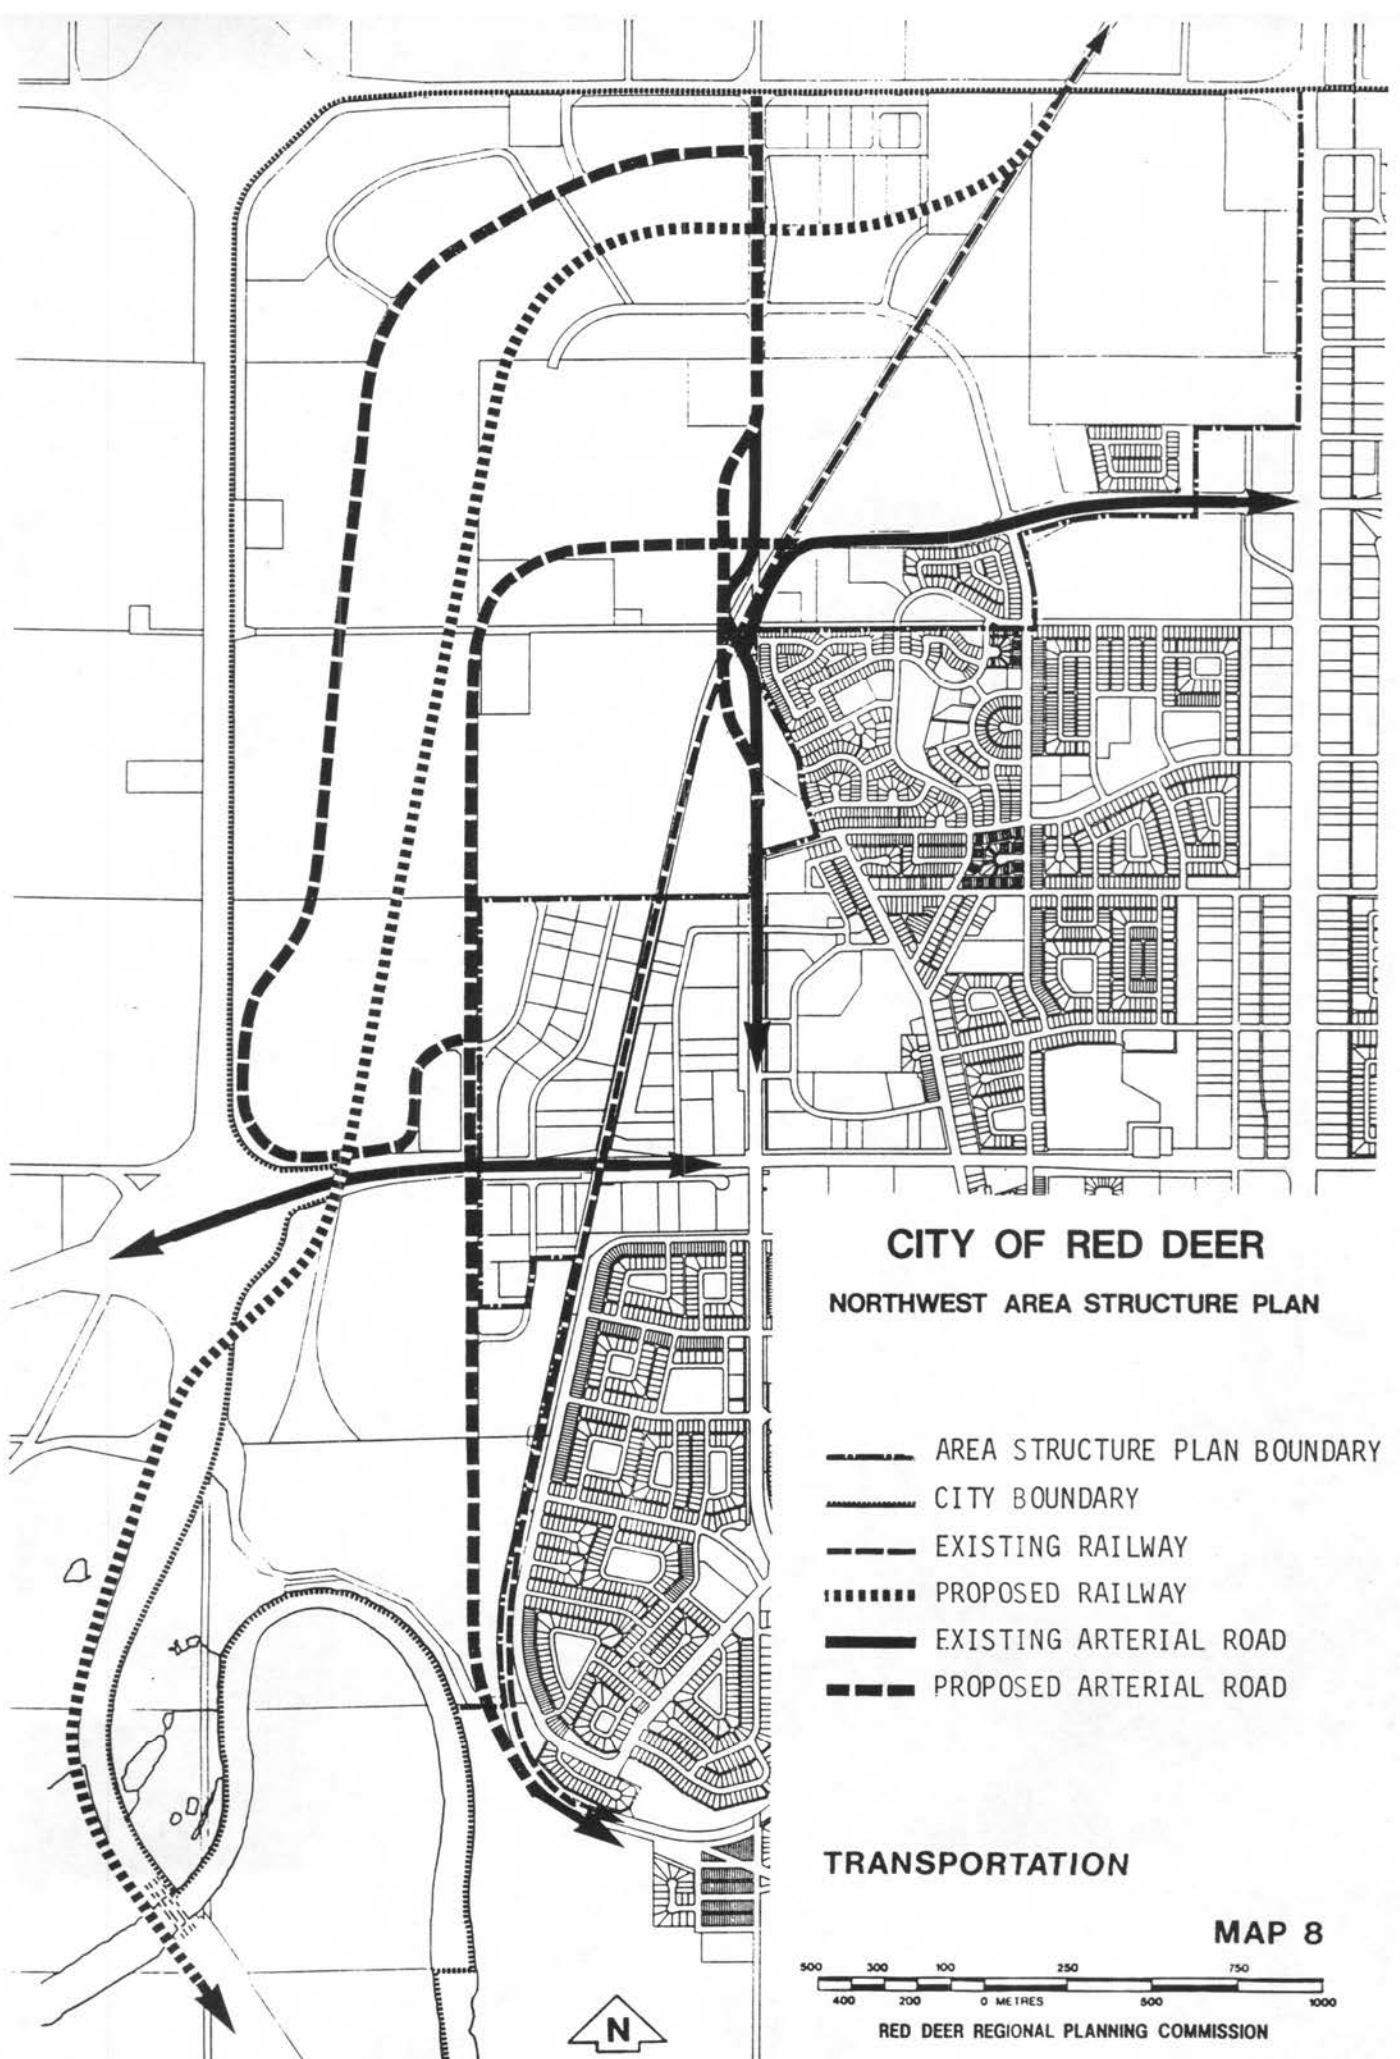 CITY OF RED DEER
NORTHWEST AREA STRUCTURE PLAN
AREA STRUCTURE PLAN BOUNDARY
CITY BOUNDARY
EXISTING RAILWAY
PROPOSED RAILWAY
EXISTING ARTERIAL ROAD
PROPOSED ARTERIAL ROAD
TRANSPORTATION
MAP 8
500 300 100 250 750
400 200 0 METRES 500 1000
RED DEER REGIONAL PLANNING COMMISSION
N